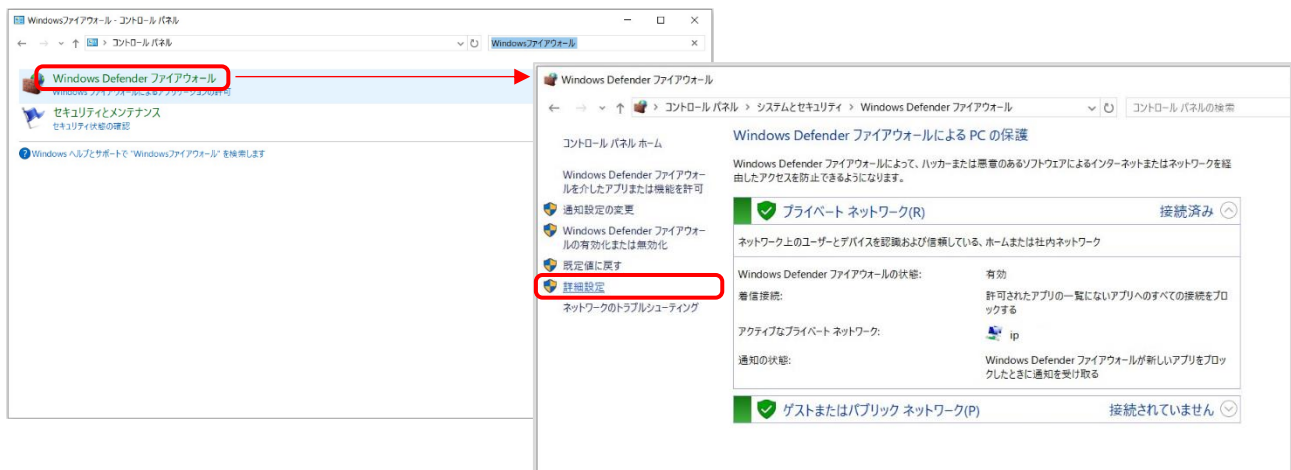 Windowsファイアウォール - コントロール パネル
コントロール パネル
Windowsファイアウォール
Windows Defender ファイアウォール
Windows ファイアウォールによるアプリケーションの許可
セキュリティとメンテナンス
セキュリティ状態の確認
Windows ヘルプとサポートで "Windowsファイアウォール" を検索します
Windows Defender ファイアウォール
コントロール パネル > システムとセキュリティ > Windows Defender ファイアウォール
コントロール パネルの検索
コントロール パネル ホーム
Windows Defender ファイアウォー
ルを介したアプリまたは機能を許可
通知設定の変更
Windows Defender ファイアウォー
ルの有効化または無効化
既定値に戻す
詳細設定
ネットワークのトラブルシューティング
Windows Defender ファイアウォールによる PC の保護
Windows Defender ファイアウォールによって、ハッカーまたは悪意のあるソフトウェアによるインターネットまたはネットワークを経
由したアクセスを防止できるようになります。
プライベート ネットワーク(R)
接続済み
ネットワーク上のユーザーとデバイスを認識および信頼している、ホームまたは社内ネットワーク
Windows Defender ファイアウォールの状態:
有効
着信接続:
許可されたアプリの一覧にないアプリへのすべての接続をブロ
ックする
アクティブなプライベート ネットワーク:
ip
通知の状態:
Windows Defender ファイアウォールが新しいアプリをブロッ
クしたときに通知を受け取る
ゲストまたはパブリック ネットワーク(P)
接続されていません